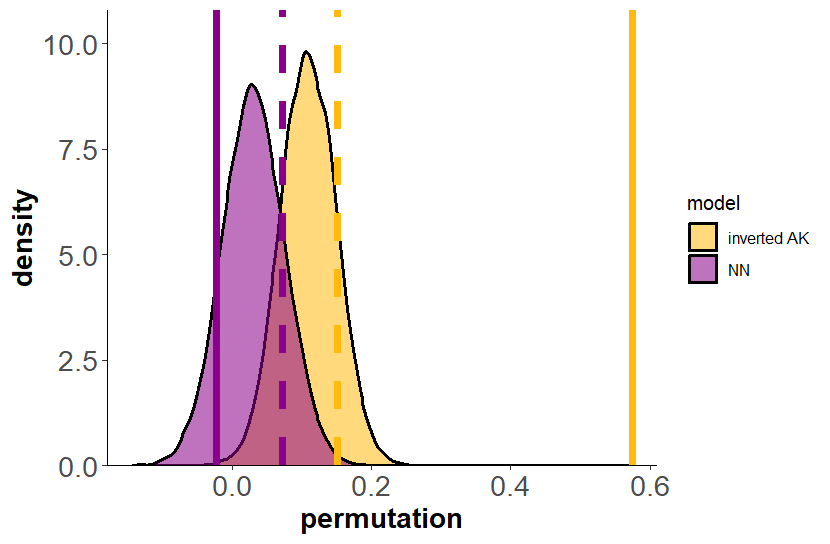 10.0
7.5
5.0
2.5
0.0
density
0.0 0.2 0.4 0.6
permutation
model
inverted AK
NN